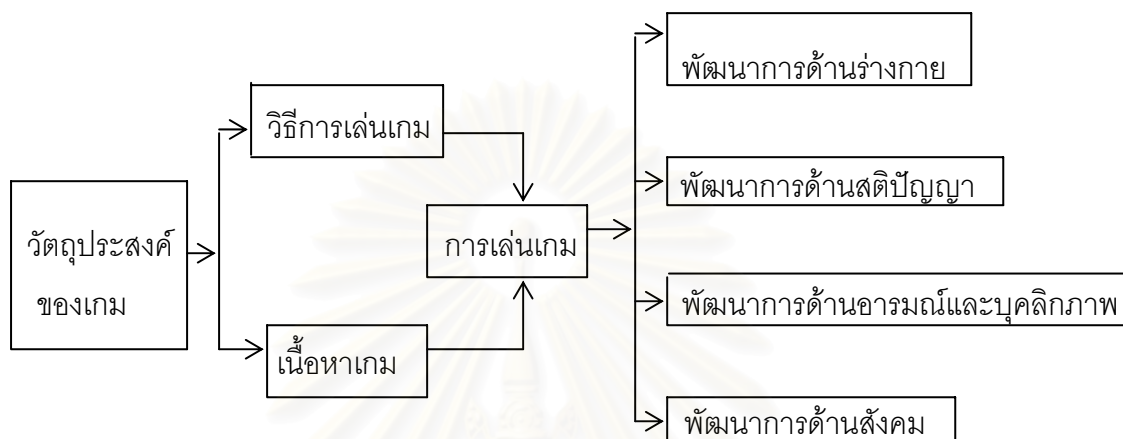 วัตถุประสงค์
ของเกม
วิธีการเล่นเกม
เนื้อหาเกม
การเล่นเกม
พัฒนาการด้านร่างกาย
พัฒนาการด้านสติปัญญา
พัฒนาการด้านอารมณ์และบุคลิกภาพ
พัฒนาการด้านสังคม